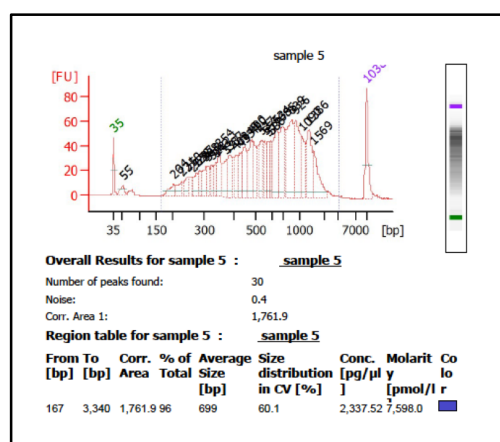 sample 5
[FU]
80
60
40
20
0
35
55
1569
35 150 300 500 1000 7000 [bp]
Overall Results for sample 5 : sample 5
Number of peaks found: 30
Noise: 0.4
Corr. Area 1: 1,761.9
Region table for sample 5 : sample 5
From To Corr. % of Average Size Conc. Molarit Co
[bp] [bp] Area Total Size distribution [pg/µl y lo
[bp] in CV [%] ] [pmol/l r
167 3,340 1,761.9 96 699 60.1 2,337.52 7,598.0